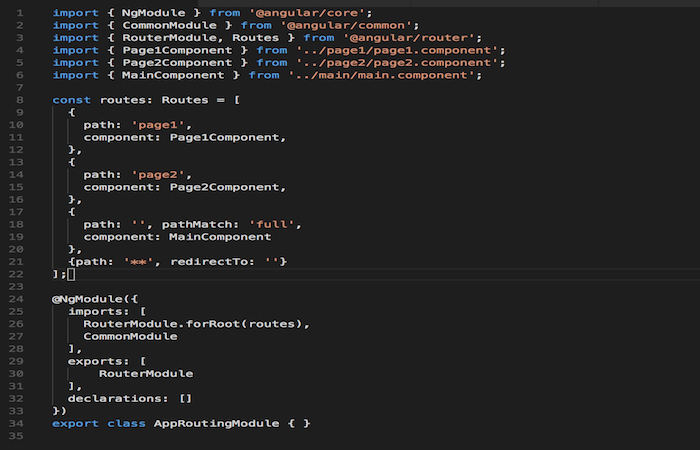 1 import { NgModule } from '@angular/core';
2 import { CommonModule } from '@angular/common';
3 import { RouterModule, Routes } from '@angular/router';
4 import { Page1Component } from '../page1/page1.component';
5 import { Page2Component } from '../page2/page2.component';
6 import { MainComponent } from '../main/main.component';
7
8 const routes: Routes = [
9   {
10     path: 'page1',
11     component: Page1Component,
12   },
13   {
14     path: 'page2',
15     component: Page2Component,
16   },
17   {
18     path: '', pathMatch: 'full',
19     component: MainComponent
20   },
21   {path: '**', redirectTo: ''}
22 ];
23
24 @NgModule({
25   imports: [
26     RouterModule.forRoot(routes),
27     CommonModule
28   ],
29   exports: [
30       RouterModule
31   ],
32   declarations: []
33 })
34 export class AppRoutingModule { }
35